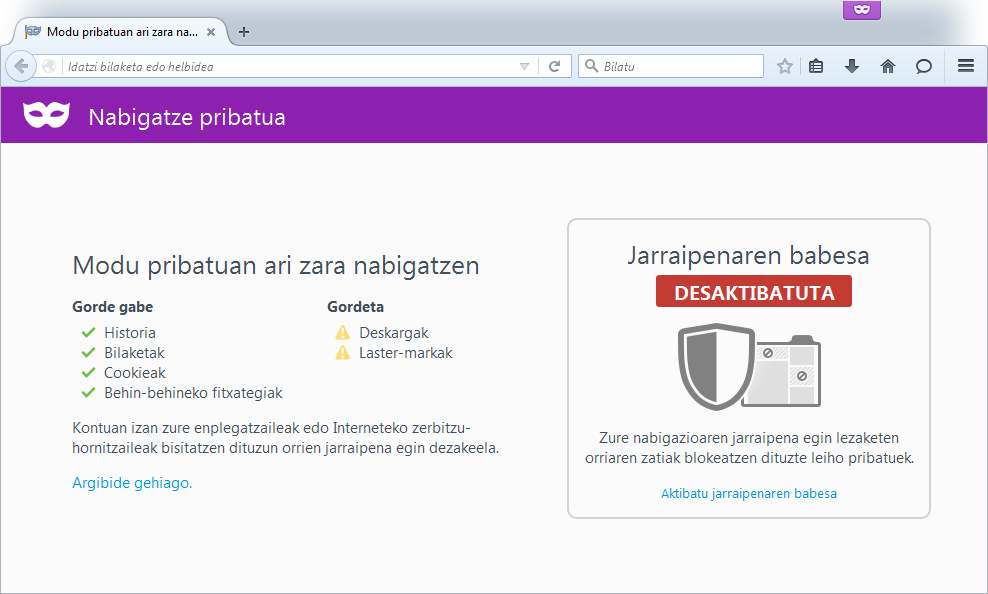 Modu pribatuan ari zara na...
Idatzi bilaketa edo helbidea
Bilatu
Nabigatze pribatua
Modu pribatuan ari zara nabigatzen
Gorde gabe
Historia
Bilaketak
Cookieak
Behin-behineko fitxategiak
Gordeta
Deskargak
Laster-markak
Kontuan izan zure enplegatzaileak edo Interneteko zerbitzu-
hornitzaileak bisitatzen dituzun orrien jarraipena egin dezakeela.
Argibide gehiago.
Jarraipenaren babesa
DESAKTIBATUTA
Zure nabigazioaren jarraipena egin lezaketen
orriaren zatiak blokeatzen dituzte leiho pribatuek.
Aktibatu jarraipenaren babesa